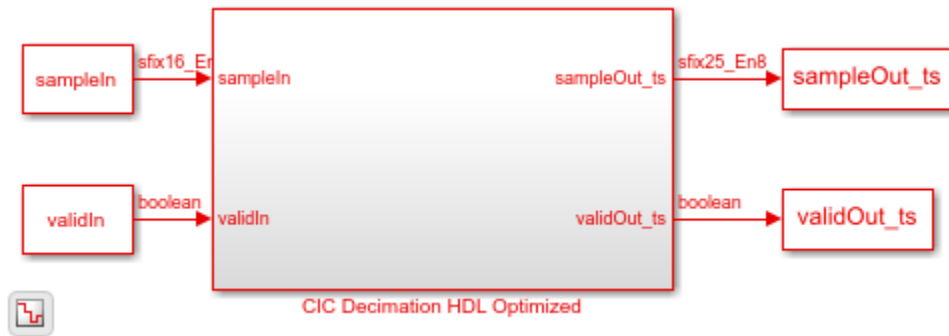 sampleIn
sfix16_En
sampleIn
sampleOut_ts
sfix25_En8
sampleOut_ts
validIn
boolean
validIn
validOut_ts
boolean
validOut_ts
CIC Decimation HDL Optimized